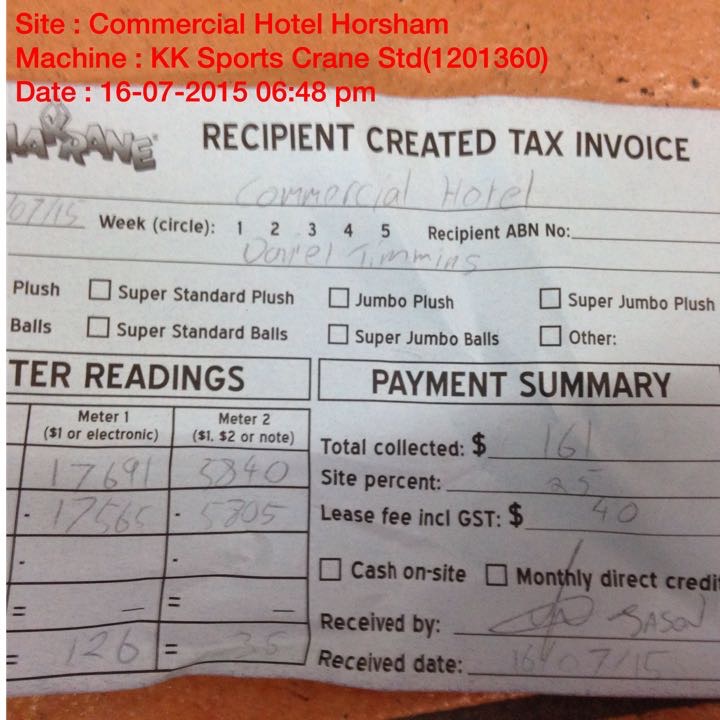 Site : Commercial Hotel Horsham
Machine : KK Sports Crane Std(1201360)
Date : 16-07-2015 06:48 pm
RECIPIENT CREATED TAX INVOICE
Commercial Hotel
/07/15 Week (circle): 1 2 3 4 5 Recipient ABN No:
Daniel Timmins
Plush Super Standard Plush Jumbo Plush Super Jumbo Plush
Balls Super Standard Balls Super Jumbo Balls Other:
TER READINGS
Meter 1 Meter 2
($1 or electronic) ($1, $2 or note)
17691 5840
- 17565 - 5805
- -
= — = —
= 126 = 35
PAYMENT SUMMARY
Total collected: $ 161
Site percent: 25
Lease fee incl GST: $ 40
Cash on-site Monthly direct credi
Received by: JASON
Received date: 16/07/15